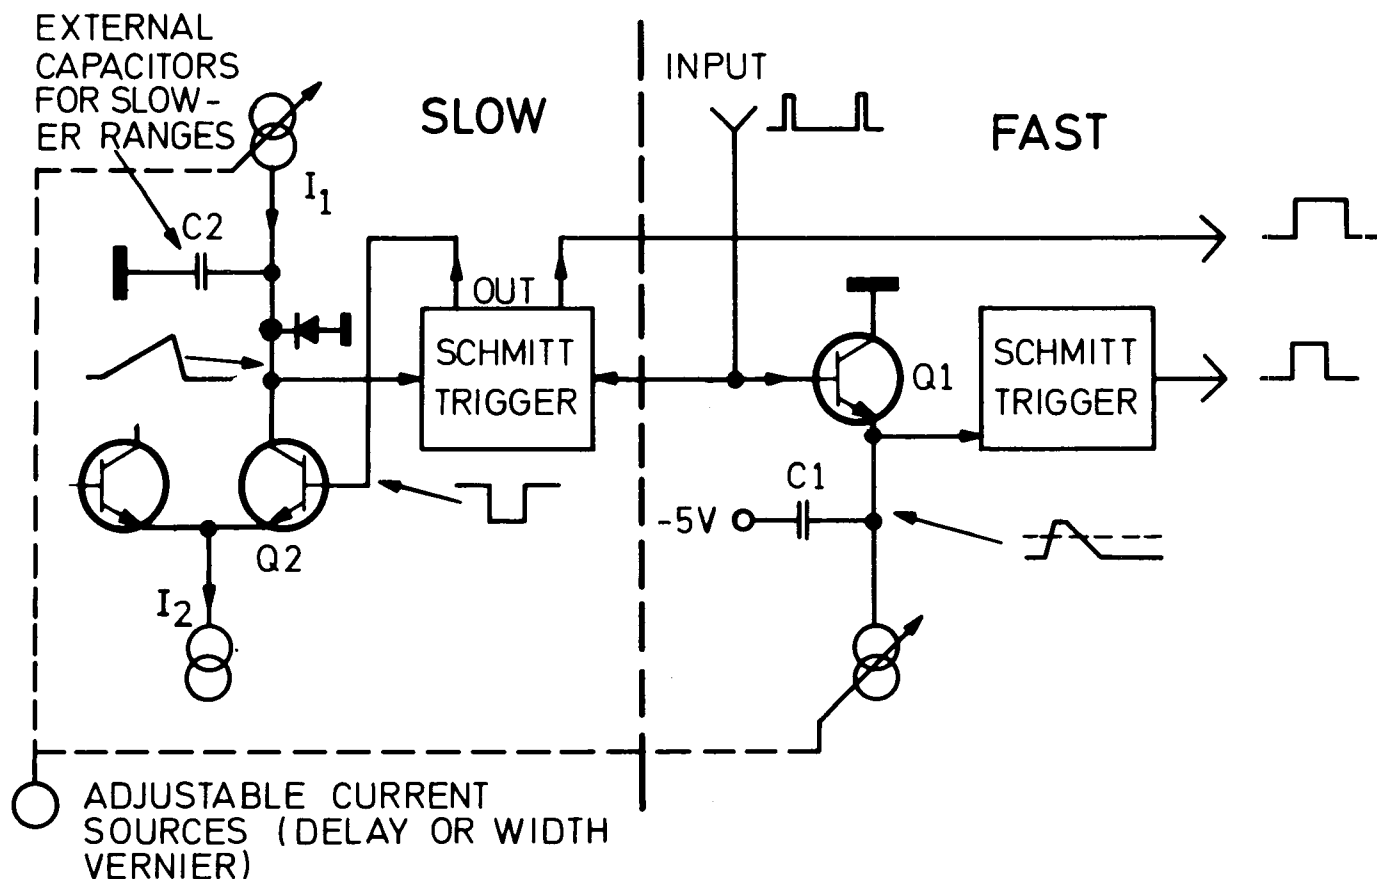 EXTERNAL
CAPACITORS
FOR SLOW-
ER RANGES
SLOW
INPUT
FAST
I1
C2
OUT
SCHMITT
TRIGGER
Q1
SCHMITT
TRIGGER
C1
-5V
Q2
I2
ADJUSTABLE CURRENT
SOURCES (DELAY OR WIDTH
VERNIER)